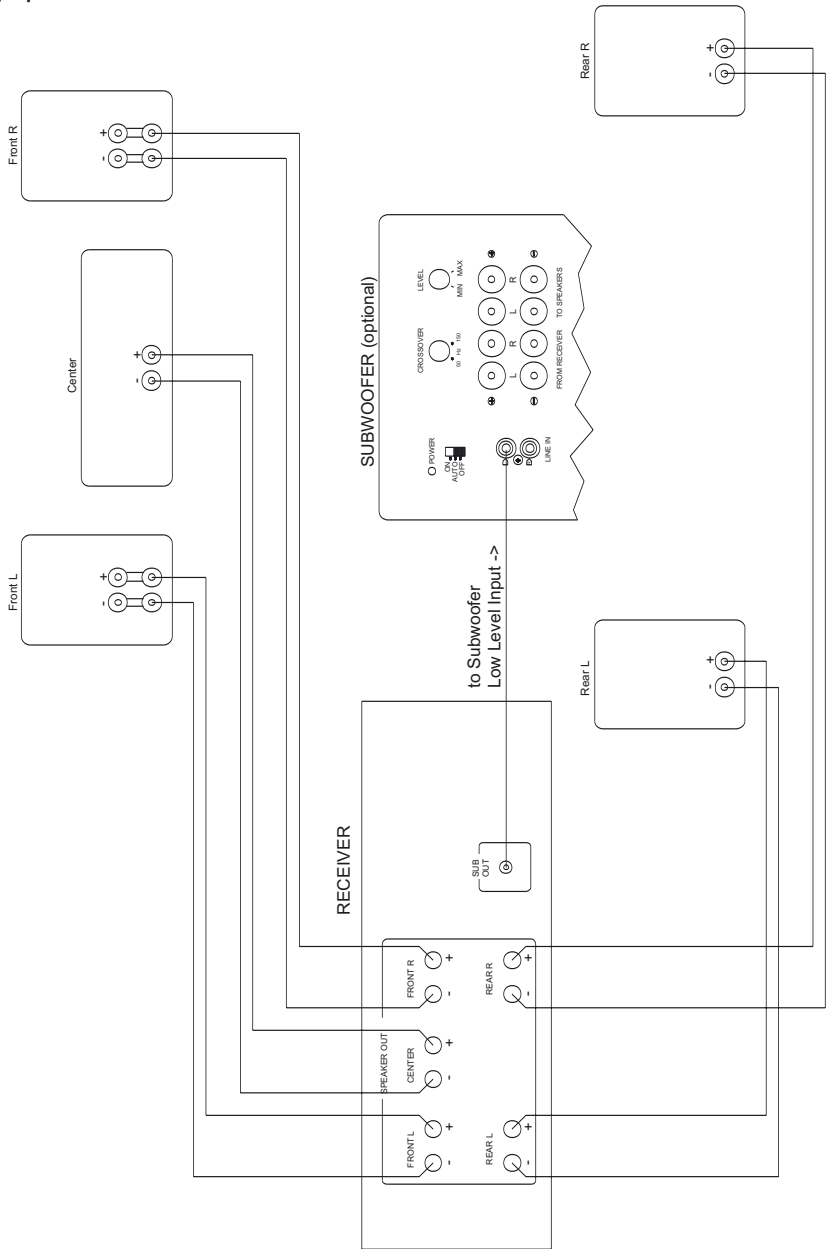 Front R
+
-
Center
+
-
Front L
+
-
Rear R
+
-
Rear L
+
-
SUBWOOFER (optional)
POWER
ON
AUTO
OFF
CROSSOVER
50 Hz 150
LEVEL
MIN MAX
L R L R
FROM RECEIVER TO SPEAKERS
LINE IN
to Subwoofer
Low Level Input ->
RECEIVER
SUB
OUT
SPEAKER OUT
FRONT L
- +
CENTER
- +
FRONT R
- +
REAR L
- +
REAR R
- +